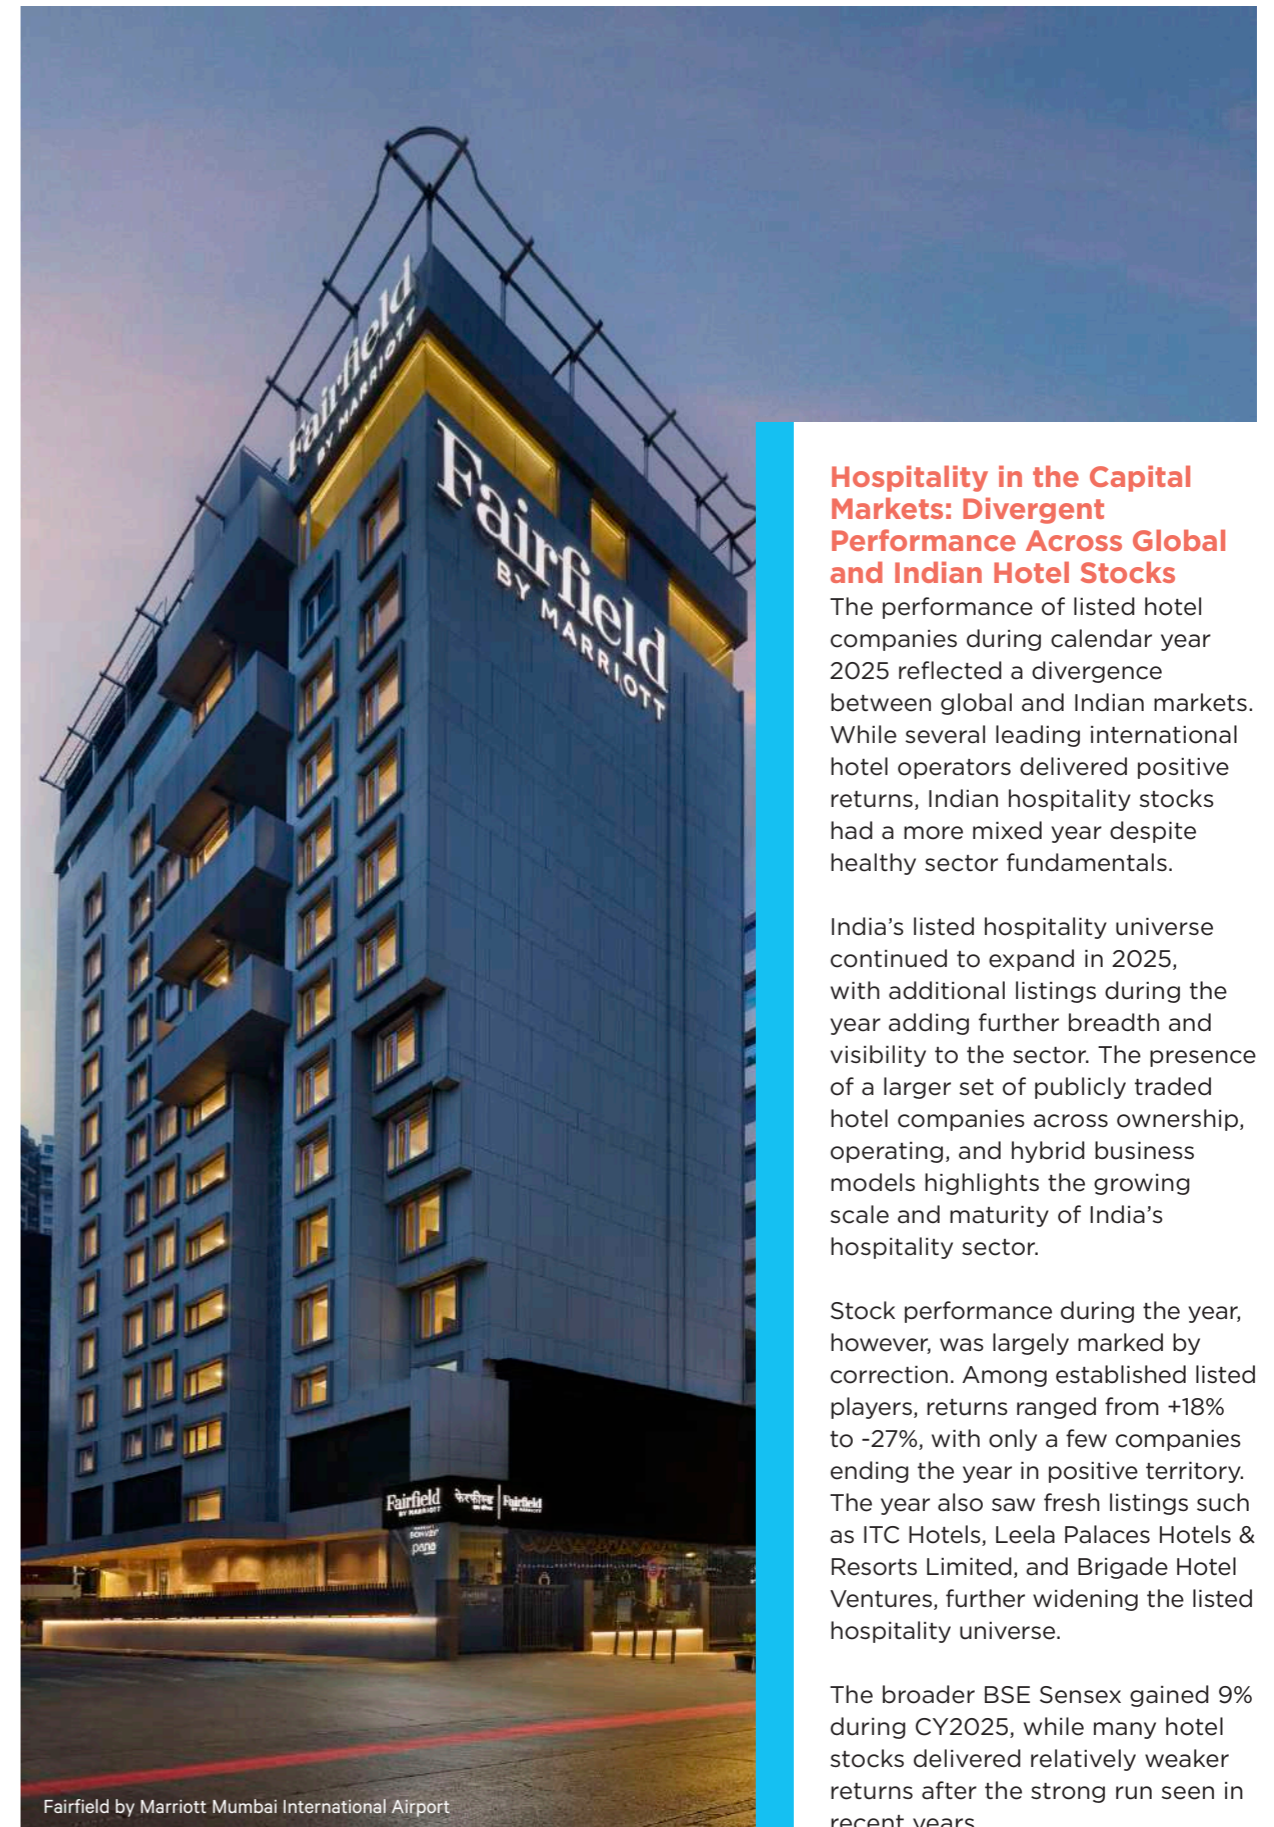 Fairfield
BY MARRIOTT
Fairfield
BY MARRIOTT
Fairfield
BY MARRIOTT
फेरफील्ड
Fairfield
BY MARRIOTT
Fairfield by Marriott Mumbai International Airport
Hospitality in the Capital
Markets: Divergent
Performance Across Global
and Indian Hotel Stocks
The performance of listed hotel
companies during calendar year
2025 reflected a divergence
between global and Indian markets.
While several leading international
hotel operators delivered positive
returns, Indian hospitality stocks
had a more mixed year despite
healthy sector fundamentals.
India’s listed hospitality universe
continued to expand in 2025,
with additional listings during the
year adding further breadth and
visibility to the sector. The presence
of a larger set of publicly traded
hotel companies across ownership,
operating, and hybrid business
models highlights the growing
scale and maturity of India’s
hospitality sector.
Stock performance during the year,
however, was largely marked by
correction. Among established listed
players, returns ranged from +18%
to -27%, with only a few companies
ending the year in positive territory.
The year also saw fresh listings such
as ITC Hotels, Leela Palaces Hotels &
Resorts Limited, and Brigade Hotel
Ventures, further widening the listed
hospitality universe.
The broader BSE Sensex gained 9%
during CY2025, while many hotel
stocks delivered relatively weaker
returns after the strong run seen in
recent years